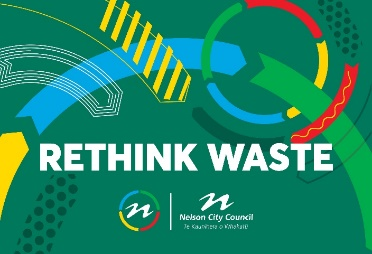 RETHINK WASTE
Nelson City Council
Te Kaunihera o Whakatū